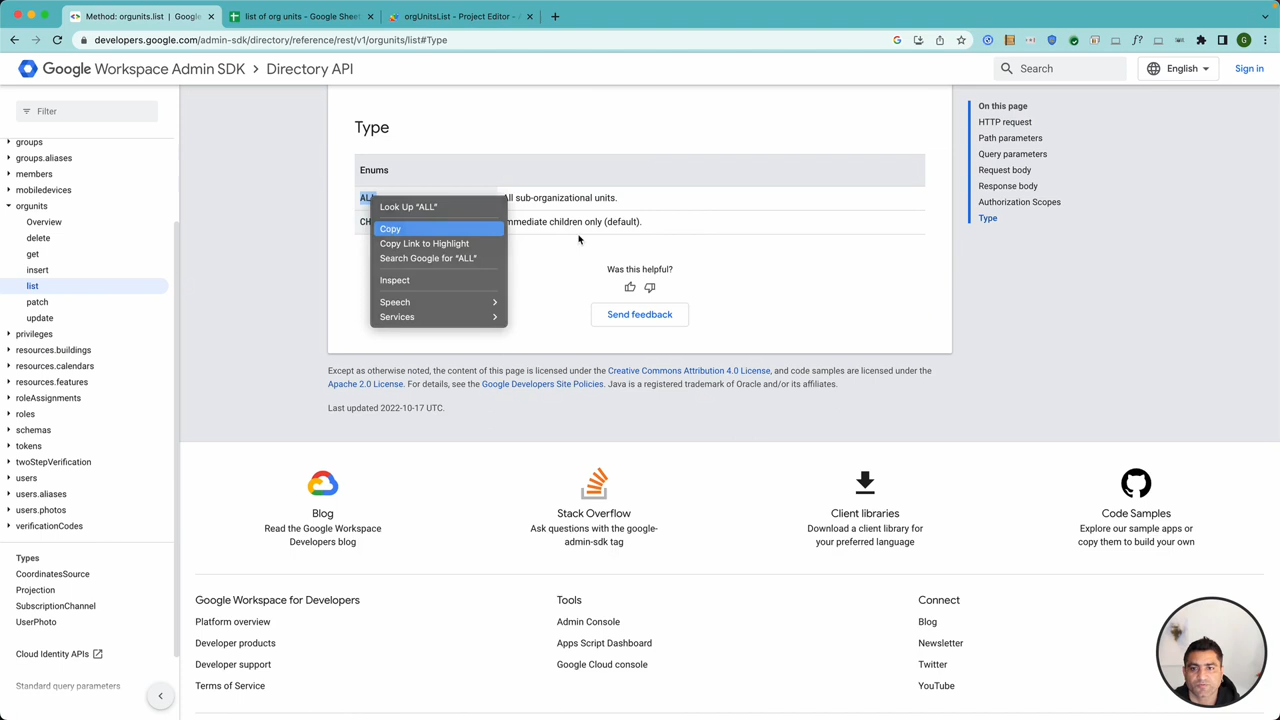 Method: orgunits.list | Google
list of org units - Google Sheet
orgUnitsList - Project Editor - A
developers.google.com/admin-sdk/directory/reference/rest/v1/orgunits/list#Type
Google Workspace Admin SDK > Directory API
Search
English
Sign in
Filter
groups
groups.aliases
members
mobiledevices
orgunits
Overview
delete
get
insert
list
patch
update
privileges
resources.buildings
resources.calendars
resources.features
roleAssignments
roles
schemas
tokens
twoStepVerification
users
users.aliases
users.photos
verificationCodes
Types
CoordinatesSource
Projection
SubscriptionChannel
UserPhoto
Cloud Identity APIs
Standard query parameters
Type
Enums
All sub-organizational units.
immediate children only (default).
Look Up “ALL”
Copy
Copy Link to Highlight
Search Google for “ALL”
Inspect
Speech
Services
Was this helpful?
Send feedback
On this page
HTTP request
Path parameters
Query parameters
Request body
Response body
Authorization Scopes
Type
Except as otherwise noted, the content of this page is licensed under the Creative Commons Attribution 4.0 License, and code samples are licensed under the
Apache 2.0 License. For details, see the Google Developers Site Policies. Java is a registered trademark of Oracle and/or its affiliates.
Last updated 2022-10-17 UTC.
Blog
Read the Google Workspace
Developers blog
Stack Overflow
Ask questions with the google-
admin-sdk tag
Client libraries
Download a client library for
your preferred language
Code Samples
Explore our sample apps or
copy them to build your own
Google Workspace for Developers
Platform overview
Developer products
Developer support
Terms of Service
Tools
Admin Console
Apps Script Dashboard
Google Cloud console
Connect
Blog
Newsletter
Twitter
YouTube